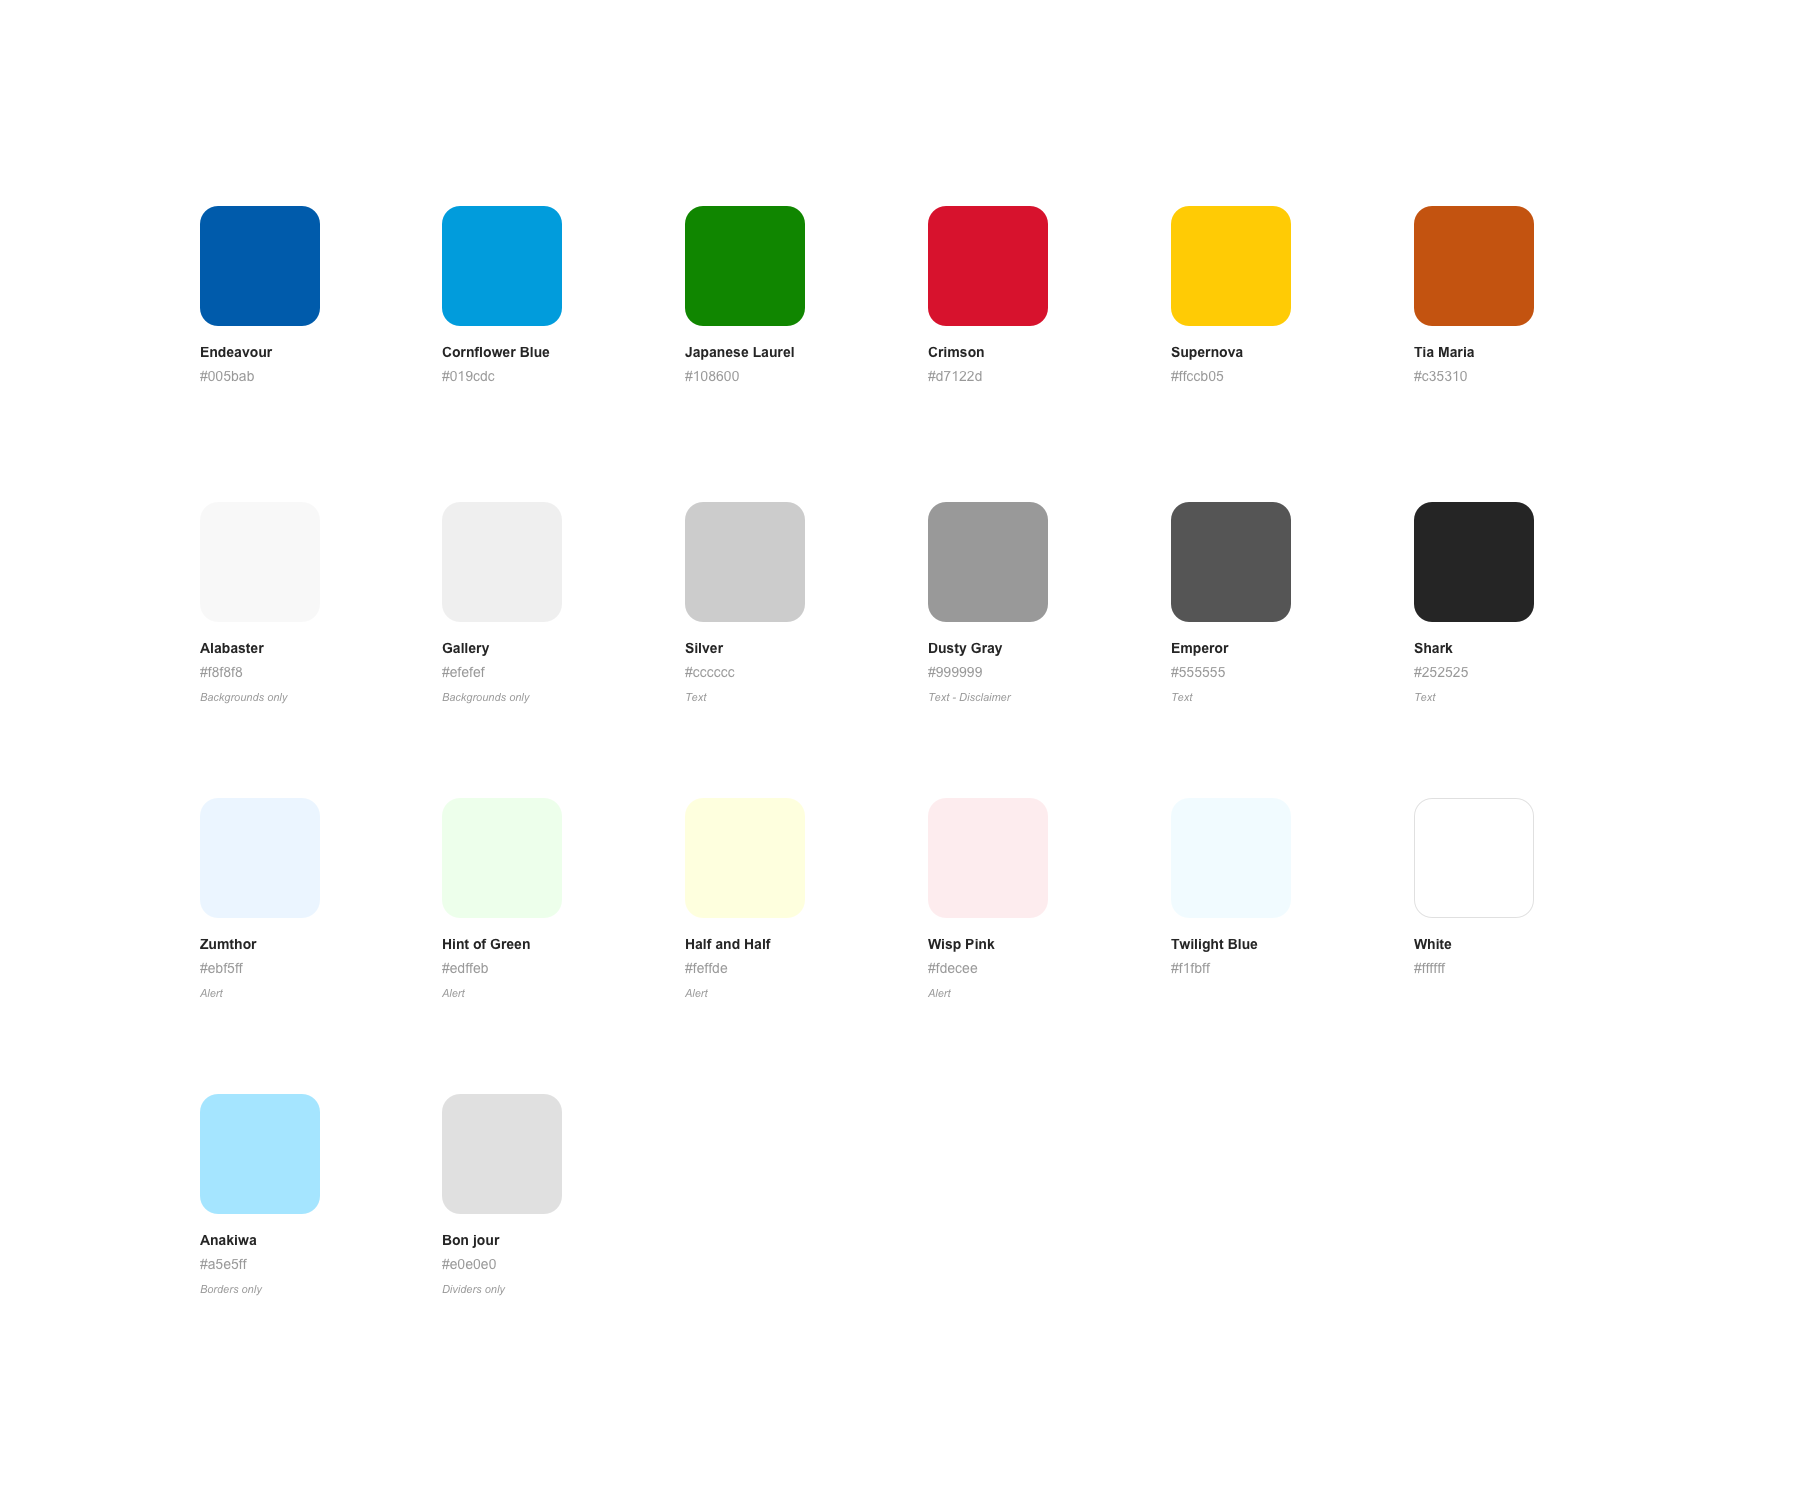 Endeavour
#005bab
Cornflower Blue
#019cdc
Japanese Laurel
#108600
Crimson
#d7122d
Supernova
#ffccb05
Tia Maria
#c35310
Alabaster
#f8f8f8
Backgrounds only
Gallery
#efefef
Backgrounds only
Silver
#cccccc
Text
Dusty Gray
#999999
Text - Disclaimer
Emperor
#555555
Text
Shark
#252525
Text
Zumthor
#ebf5ff
Alert
Hint of Green
#edffeb
Alert
Half and Half
#feffde
Alert
Wisp Pink
#fdecee
Alert
Twilight Blue
#f1fbff
White
#ffffff
Anakiwa
#a5e5ff
Borders only
Bon jour
#e0e0e0
Dividers only